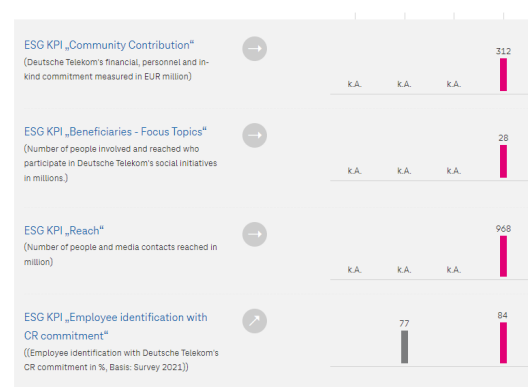 ESG KPI „Community Contribution“
(Deutsche Telekom's financial, personnel and in-
kind commitment measured in EUR million)
312
k.A. k.A. k.A.
ESG KPI „Beneficiaries - Focus Topics“
(Number of people involved and reached who
participate in Deutsche Telekom's social initiatives
in millions.)
28
k.A. k.A. k.A.
ESG KPI „Reach“
(Number of people and media contacts reached in
million)
968
k.A. k.A. k.A.
ESG KPI „Employee identification with
CR commitment“
((Employee identification with Deutsche Telekom's
CR commitment in %, Basis: Survey 2021))
77
84